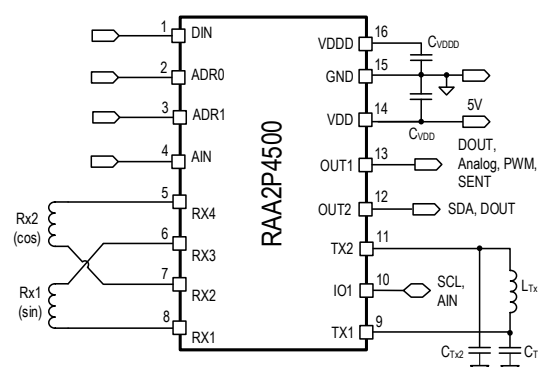 1 DIN
2 ADR0
3 ADR1
4 AIN
5 RX4
6 RX3
7 RX2
8 RX1
Rx2
(cos)
Rx1
(sin)
RAA2P4500
VDDD 16
CVDDD
GND 15
5V
VDD 14
CVDD
OUT1 13
DOUT,
Analog, PWM,
SENT
OUT2 12
SDA, DOUT
TX2 11
IO1 10
SCL,
AIN
LTx
TX1 9
CTx2
CT